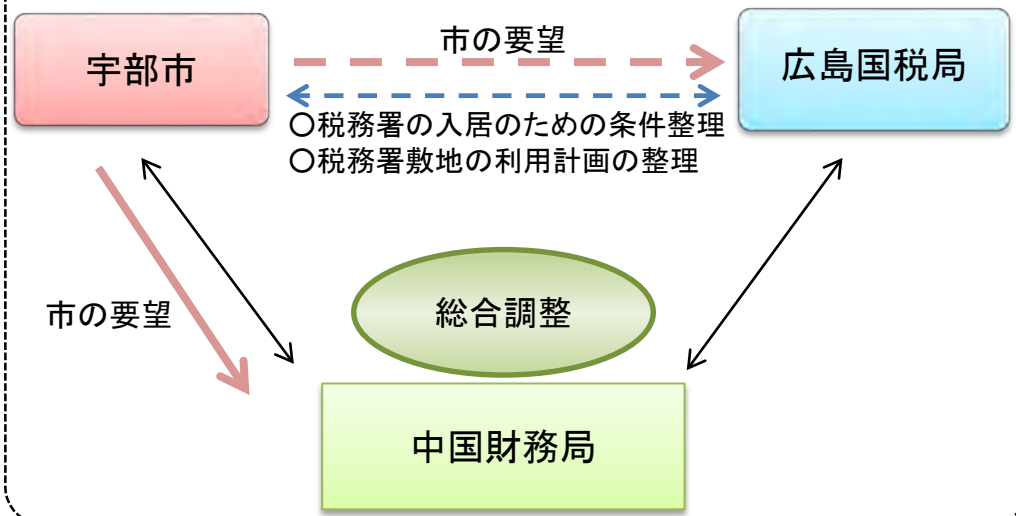 市の要望
宇部市
広島国税局
〇税務署の入居のための条件整理
〇税務署敷地の利用計画の整理
市の要望
総合調整
中国財務局